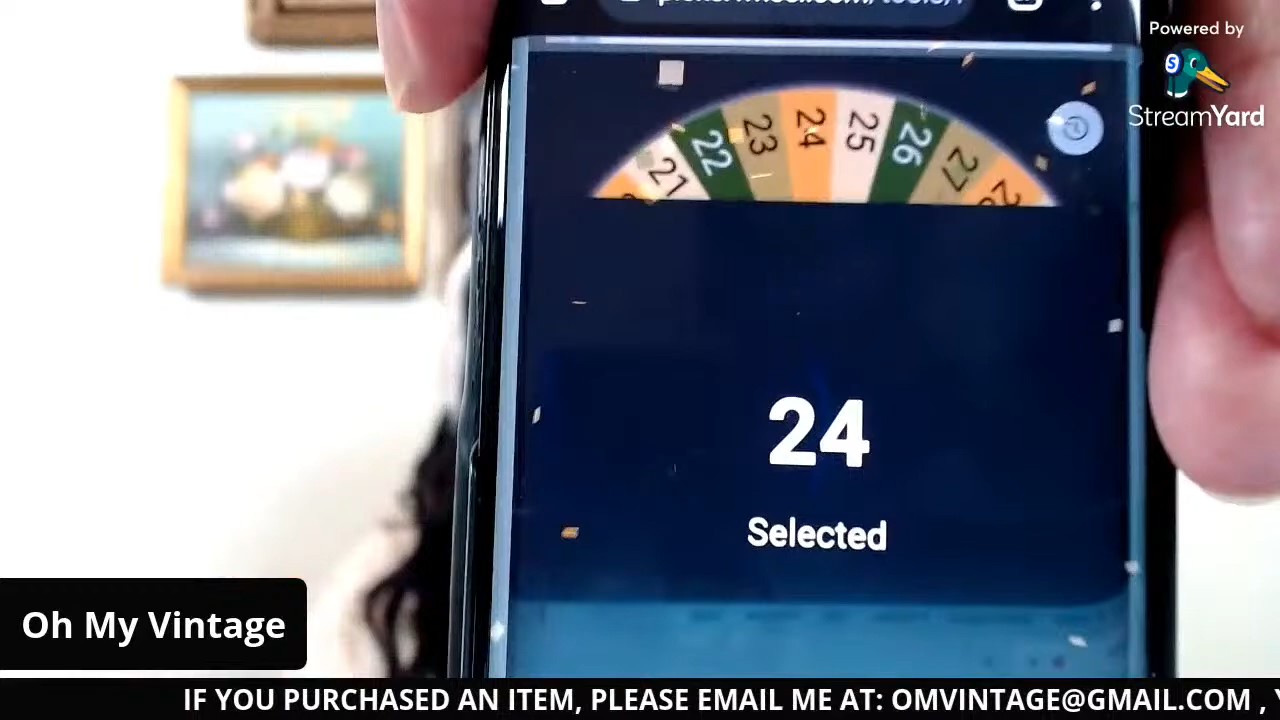 Powered by
StreamYard
21
22
23
24
25
26
27
24
Selected
Oh My Vintage
IF YOU PURCHASED AN ITEM, PLEASE EMAIL ME AT: OMVINTAGE@GMAIL.COM ,